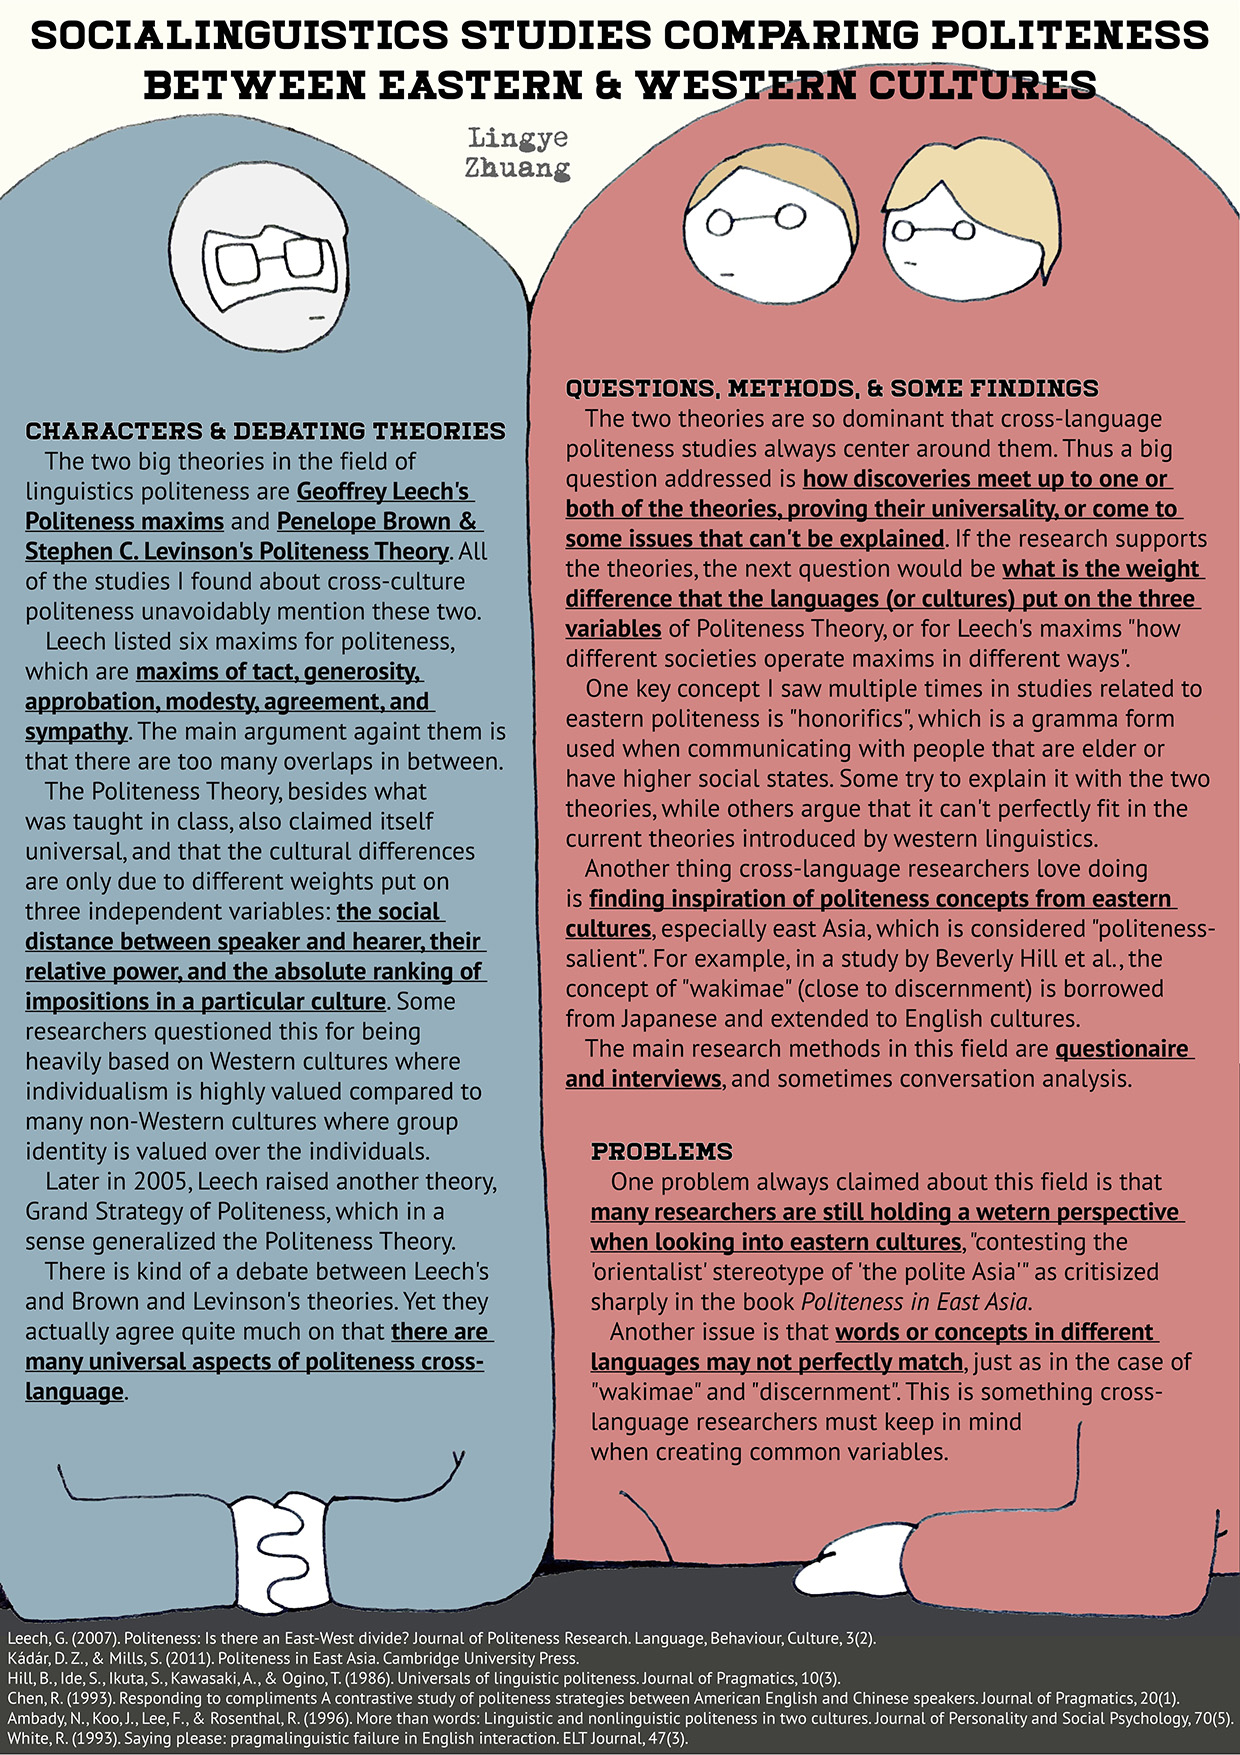 SOCIALINGUISTICS STUDIES COMPARING POLITENESS
BETWEEN EASTERN & WESTERN CULTURES
Lingye
Zhuang
CHARACTERS & DEBATING THEORIES
The two big theories in the field of
linguistics politeness are Geoffrey Leech's
Politeness maxims and Penelope Brown &
Stephen C. Levinson's Politeness Theory. All
of the studies I found about cross-culture
politeness unavoidably mention these two.
Leech listed six maxims for politeness,
which are maxims of tact, generosity,
approbation, modesty, agreement, and
sympathy. The main argument againt them is
that there are too many overlaps in between.
The Politeness Theory, besides what
was taught in class, also claimed itself
universal, and that the cultural differences
are only due to different weights put on
three independent variables: the social
distance between speaker and hearer, their
relative power, and the absolute ranking of
impositions in a particular culture. Some
researchers questioned this for being
heavily based on Western cultures where
individualism is highly valued compared to
many non-Western cultures where group
identity is valued over the individuals.
Later in 2005, Leech raised another theory,
Grand Strategy of Politeness, which in a
sense generalized the Politeness Theory.
There is kind of a debate between Leech's
and Brown and Levinson's theories. Yet they
actually agree quite much on that there are
many universal aspects of politeness cross-
language.
QUESTIONS, METHODS, & SOME FINDINGS
The two theories are so dominant that cross-language
politeness studies always center around them. Thus a big
question addressed is how discoveries meet up to one or
both of the theories, proving their universality, or come to
some issues that can't be explained. If the research supports
the theories, the next question would be what is the weight
difference that the languages (or cultures) put on the three
variables of Politeness Theory, or for Leech's maxims "how
different societies operate maxims in different ways".
One key concept I saw multiple times in studies related to
eastern politeness is "honorifics", which is a gramma form
used when communicating with people that are elder or
have higher social states. Some try to explain it with the two
theories, while others argue that it can't perfectly fit in the
current theories introduced by western linguistics.
Another thing cross-language researchers love doing
is finding inspiration of politeness concepts from eastern
cultures, especially east Asia, which is considered "politeness-
salient". For example, in a study by Beverly Hill et al., the
concept of "wakimae" (close to discernment) is borrowed
from Japanese and extended to English cultures.
The main research methods in this field are questionaire
and interviews, and sometimes conversation analysis.
PROBLEMS
One problem always claimed about this field is that
many researchers are still holding a wetern perspective
when looking into eastern cultures, "contesting the
'orientalist' stereotype of 'the polite Asia'" as critisized
sharply in the book Politeness in East Asia.
Another issue is that words or concepts in different
languages may not perfectly match, just as in the case of
"wakimae" and "discernment". This is something cross-
language researchers must keep in mind
when creating common variables.
Leech, G. (2007). Politeness: Is there an East-West divide? Journal of Politeness Research. Language, Behaviour, Culture, 3(2).
Kádár, D. Z., & Mills, S. (2011). Politeness in East Asia. Cambridge University Press.
Hill, B., Ide, S., Ikuta, S., Kawasaki, A., & Ogino, T. (1986). Universals of linguistic politeness. Journal of Pragmatics, 10(3).
Chen, R. (1993). Responding to compliments A contrastive study of politeness strategies between American English and Chinese speakers. Journal of Pragmatics, 20(1).
Ambady, N., Koo, J., Lee, F., & Rosenthal, R. (1996). More than words: Linguistic and nonlinguistic politeness in two cultures. Journal of Personality and Social Psychology, 70(5).
White, R. (1993). Saying please: pragmalinguistic failure in English interaction. ELT Journal, 47(3).